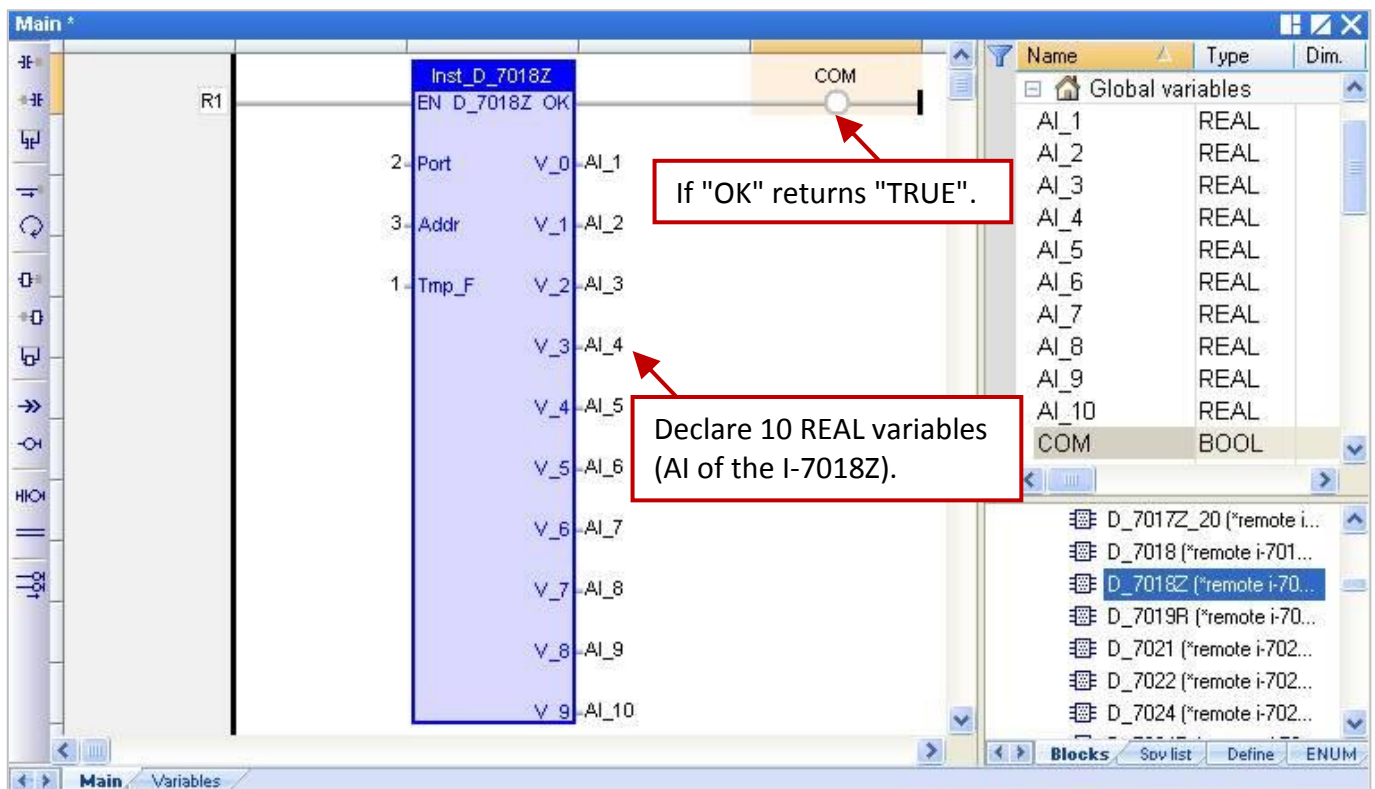 Main *
Inst_D_7018Z
EN D_7018Z OK
COM
R1
2 Port V_0 AI_1
3 Addr V_1 AI_2
1 Tmp_F V_2 AI_3
V_3 AI_4
V_4 AI_5
V_5 AI_6
V_6 AI_7
V_7 AI_8
V_8 AI_9
V_9 AI_10
If "OK" returns "TRUE".
Declare 10 REAL variables
(AI of the I-7018Z).
Name Type Dim.
Global variables
AI_1 REAL
AI_2 REAL
AI_3 REAL
AI_4 REAL
AI_5 REAL
AI_6 REAL
AI_7 REAL
AI_8 REAL
AI_9 REAL
AI_10 REAL
COM BOOL
D_7017Z_20 (*remote i...
D_7018 (*remote i-701...
D_7018Z (*remote i-70...
D_7019R (*remote i-70...
D_7021 (*remote i-702...
D_7022 (*remote i-702...
D_7024 (*remote i-702...
Blocks Spy list Define ENUM
Main Variables